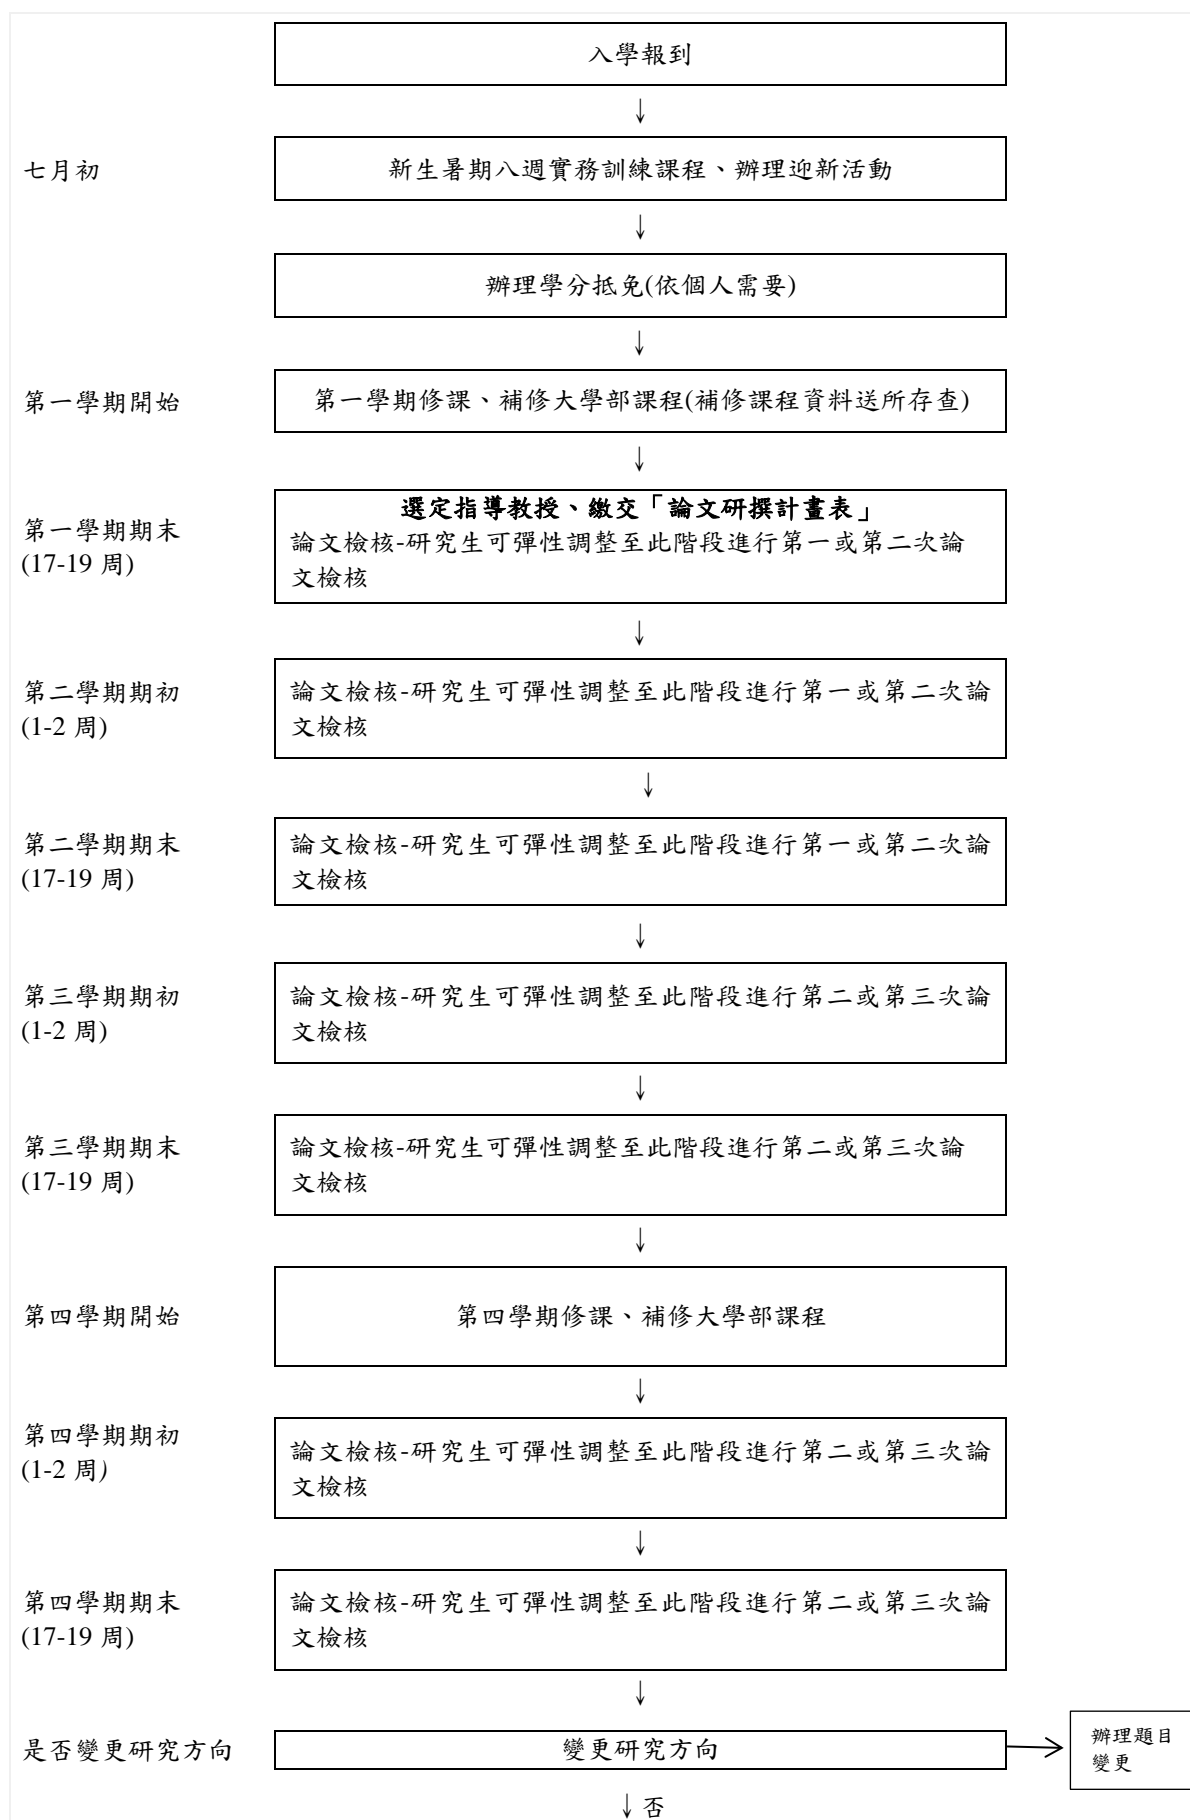 入學報到
↓
七月初
新生暑期八週實務訓練課程、辦理迎新活動
↓
辦理學分抵免(依個人需要)
↓
第一學期開始
第一學期修課、補修大學部課程(補修課程資料送所存查)
↓
第一學期期末
(17-19 周)
選定指導教授、繳交「論文研撰計畫表」
論文檢核-研究生可彈性調整至此階段進行第一或第二次論
文檢核
↓
第二學期期初
(1-2 周)
論文檢核-研究生可彈性調整至此階段進行第一或第二次論
文檢核
↓
第二學期期末
(17-19 周)
論文檢核-研究生可彈性調整至此階段進行第一或第二次論
文檢核
↓
第三學期期初
(1-2 周)
論文檢核-研究生可彈性調整至此階段進行第二或第三次論
文檢核
↓
第三學期期末
(17-19 周)
論文檢核-研究生可彈性調整至此階段進行第二或第三次論
文檢核
↓
第四學期開始
第四學期修課、補修大學部課程
↓
第四學期期初
(1-2 周)
論文檢核-研究生可彈性調整至此階段進行第二或第三次論
文檢核
↓
第四學期期末
(17-19 周)
論文檢核-研究生可彈性調整至此階段進行第二或第三次論
文檢核
↓
是否變更研究方向
變更研究方向
辦理題目
變更
↓ 否